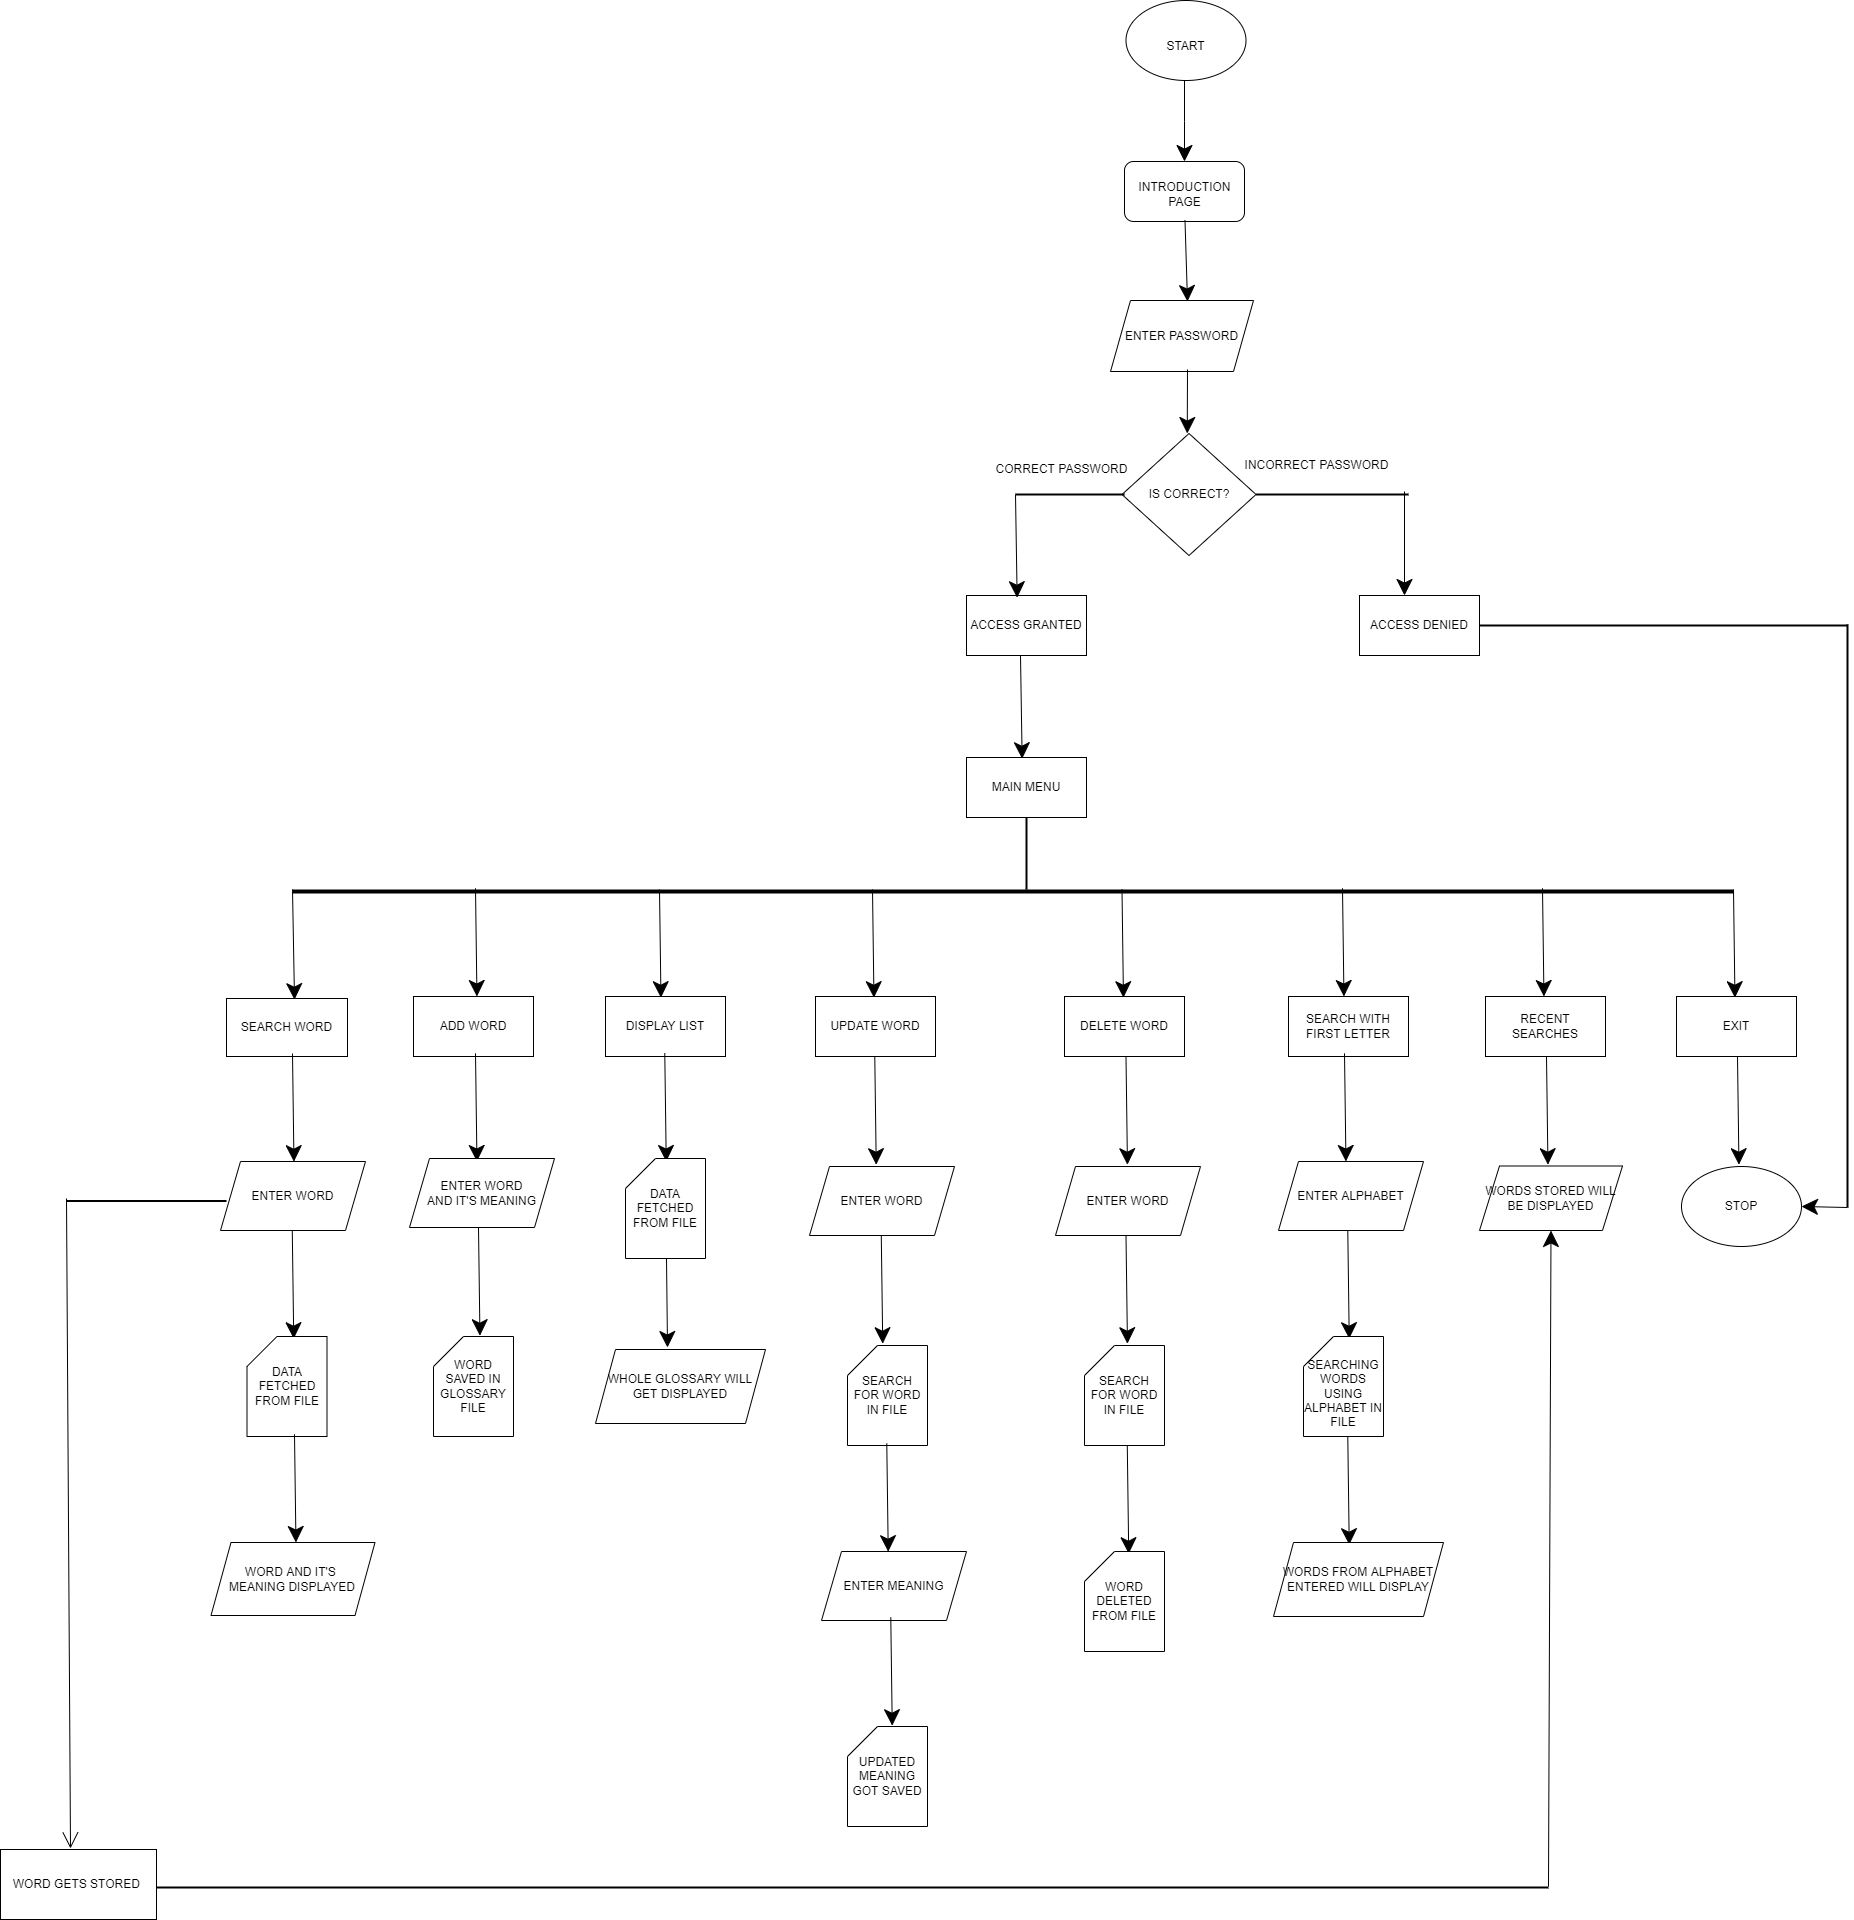 START
INTRODUCTION
PAGE
ENTER PASSWORD
CORRECT PASSWORD
INCORRECT PASSWORD
IS CORRECT?
ACCESS GRANTED
ACCESS DENIED
MAIN MENU
SEARCH WORD
ADD WORD
DISPLAY LIST
UPDATE WORD
DELETE WORD
SEARCH WITH
FIRST LETTER
RECENT
SEARCHES
EXIT
ENTER WORD
ENTER WORD
AND IT'S MEANING
DATA
FETCHED
FROM FILE
ENTER WORD
ENTER WORD
ENTER ALPHABET
WORDS STORED WILL
BE DISPLAYED
STOP
DATA
FETCHED
FROM FILE
WORD
SAVED IN
GLOSSARY
FILE
WHOLE GLOSSARY WILL
GET DISPLAYED
SEARCH
FOR WORD
IN FILE
SEARCH
FOR WORD
IN FILE
SEARCHING
WORDS
USING
ALPHABET IN
FILE
WORD AND IT'S
MEANING DISPLAYED
ENTER MEANING
WORD
DELETED
FROM FILE
WORDS FROM ALPHABET
ENTERED WILL DISPLAY
UPDATED
MEANING
GOT SAVED
WORD GETS STORED